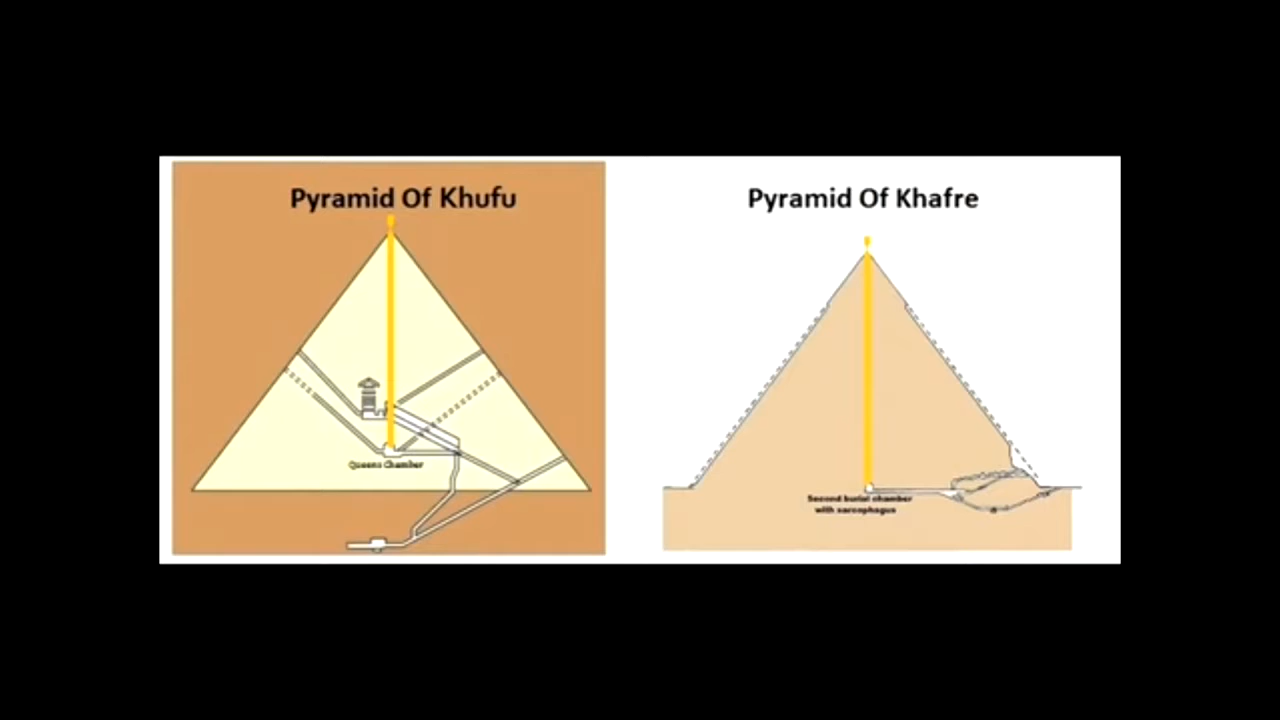 Pyramid Of Khufu
Pyramid Of Khafre
Queens Chamber
Second burial chamber
with sarcophagus